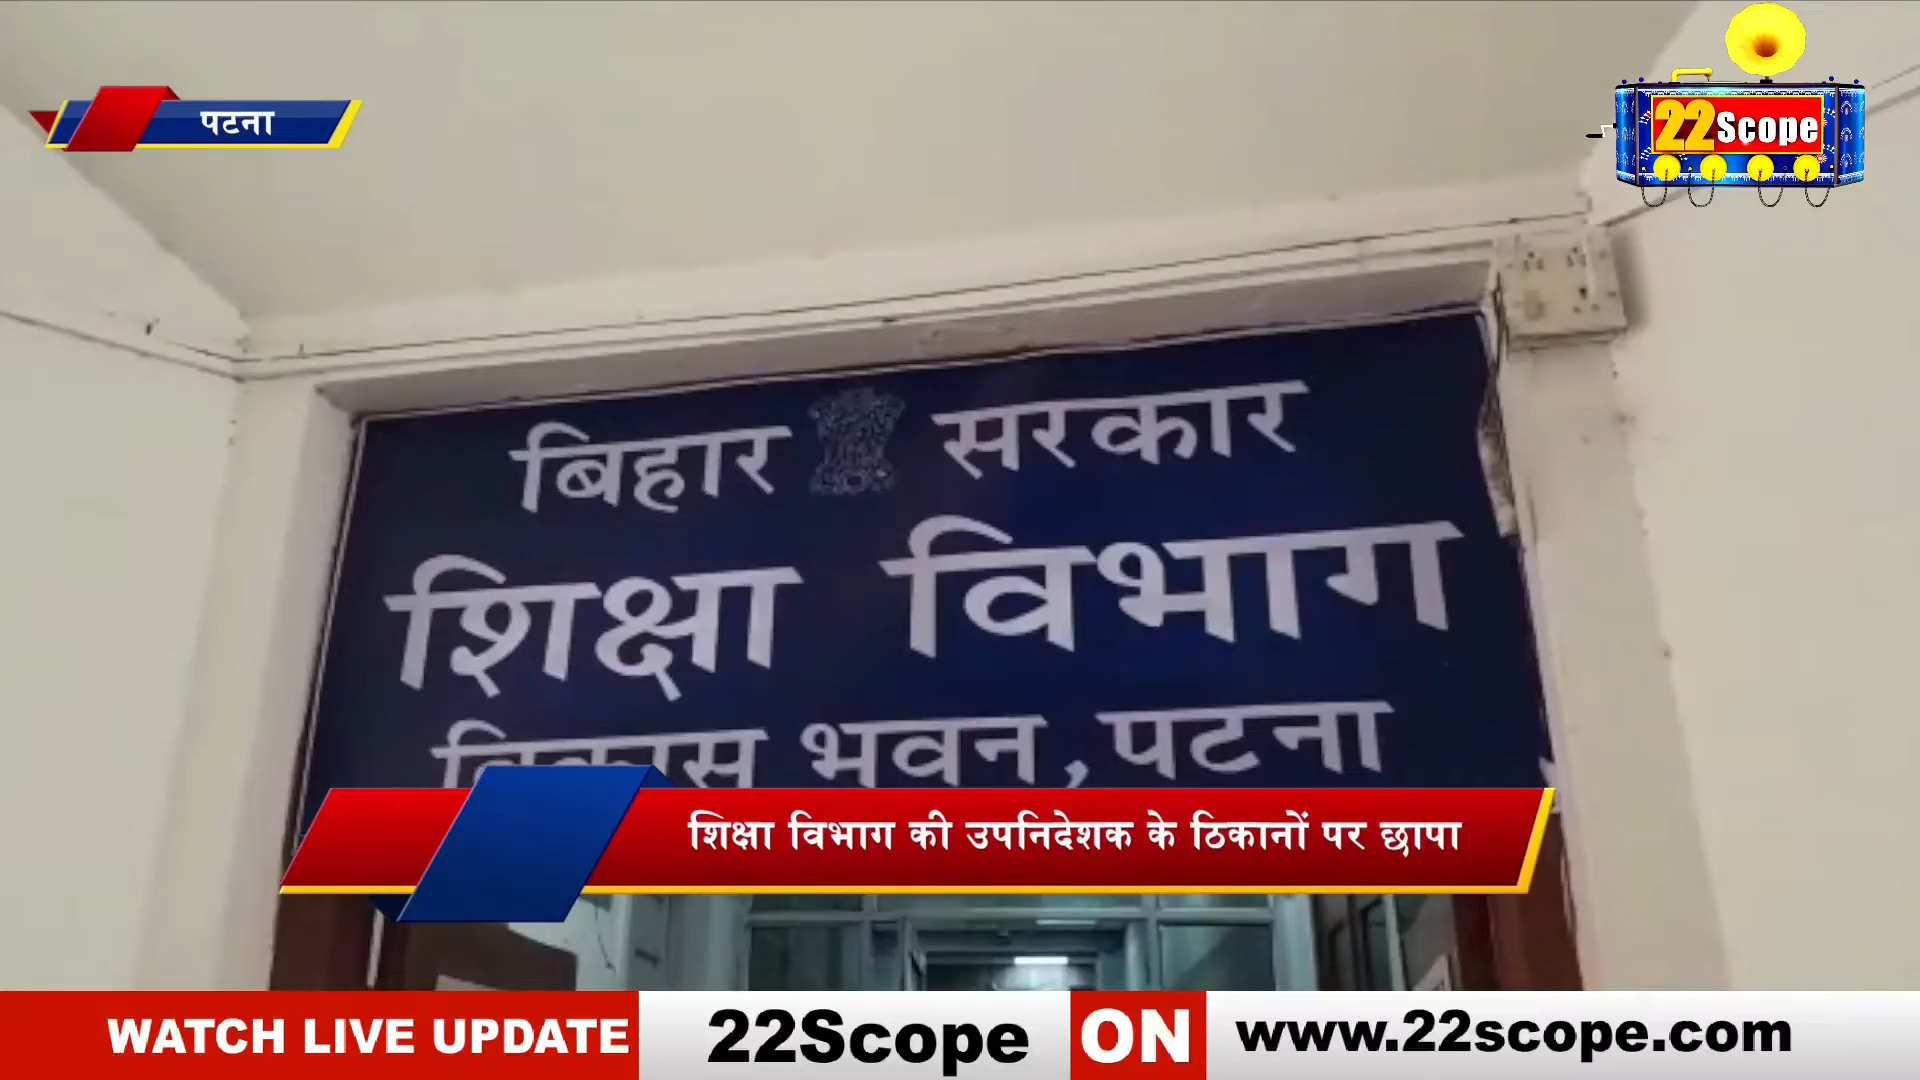 पटना
22Scope
बिहार सरकार
शिक्षा विभाग
विकास भवन, पटना
शिक्षा विभाग की उपनिदेशक के ठिकानों पर छापा
WATCH LIVE UPDATE 22Scope ON www.22scope.com